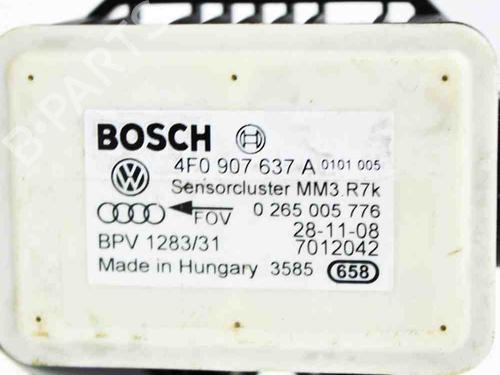 BOSCH
4F0 907 637 A 0101 005
Sensorcluster MM3 R7k
FOV 0 265 005 776
28-11-08
BPV 1283/31 7012042
Made in Hungary 3585 658
B-PARTS